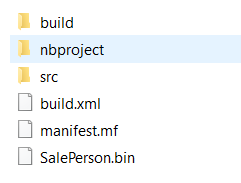 build
nbproject
src
build.xml
manifest.mf
SalePerson.bin